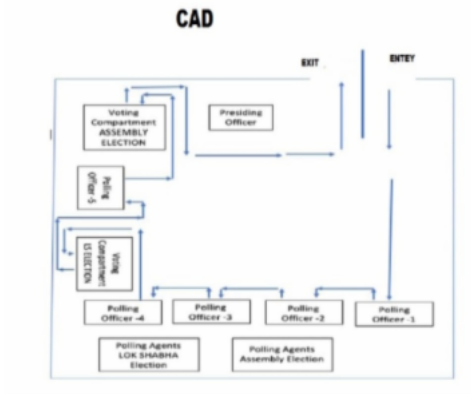 CAD
EXIT
ENTEY
Voting
Compartment
ASSEMBLY
ELECTION
Presiding
Officer
Polling
Officer -5
Voting
Compartment
LS ELECTION
Polling
Officer -4
Polling
Officer -3
Polling
Officer -2
Polling
Officer -1
Polling Agents
LOK SHABHA
Election
Polling Agents
Assembly Election